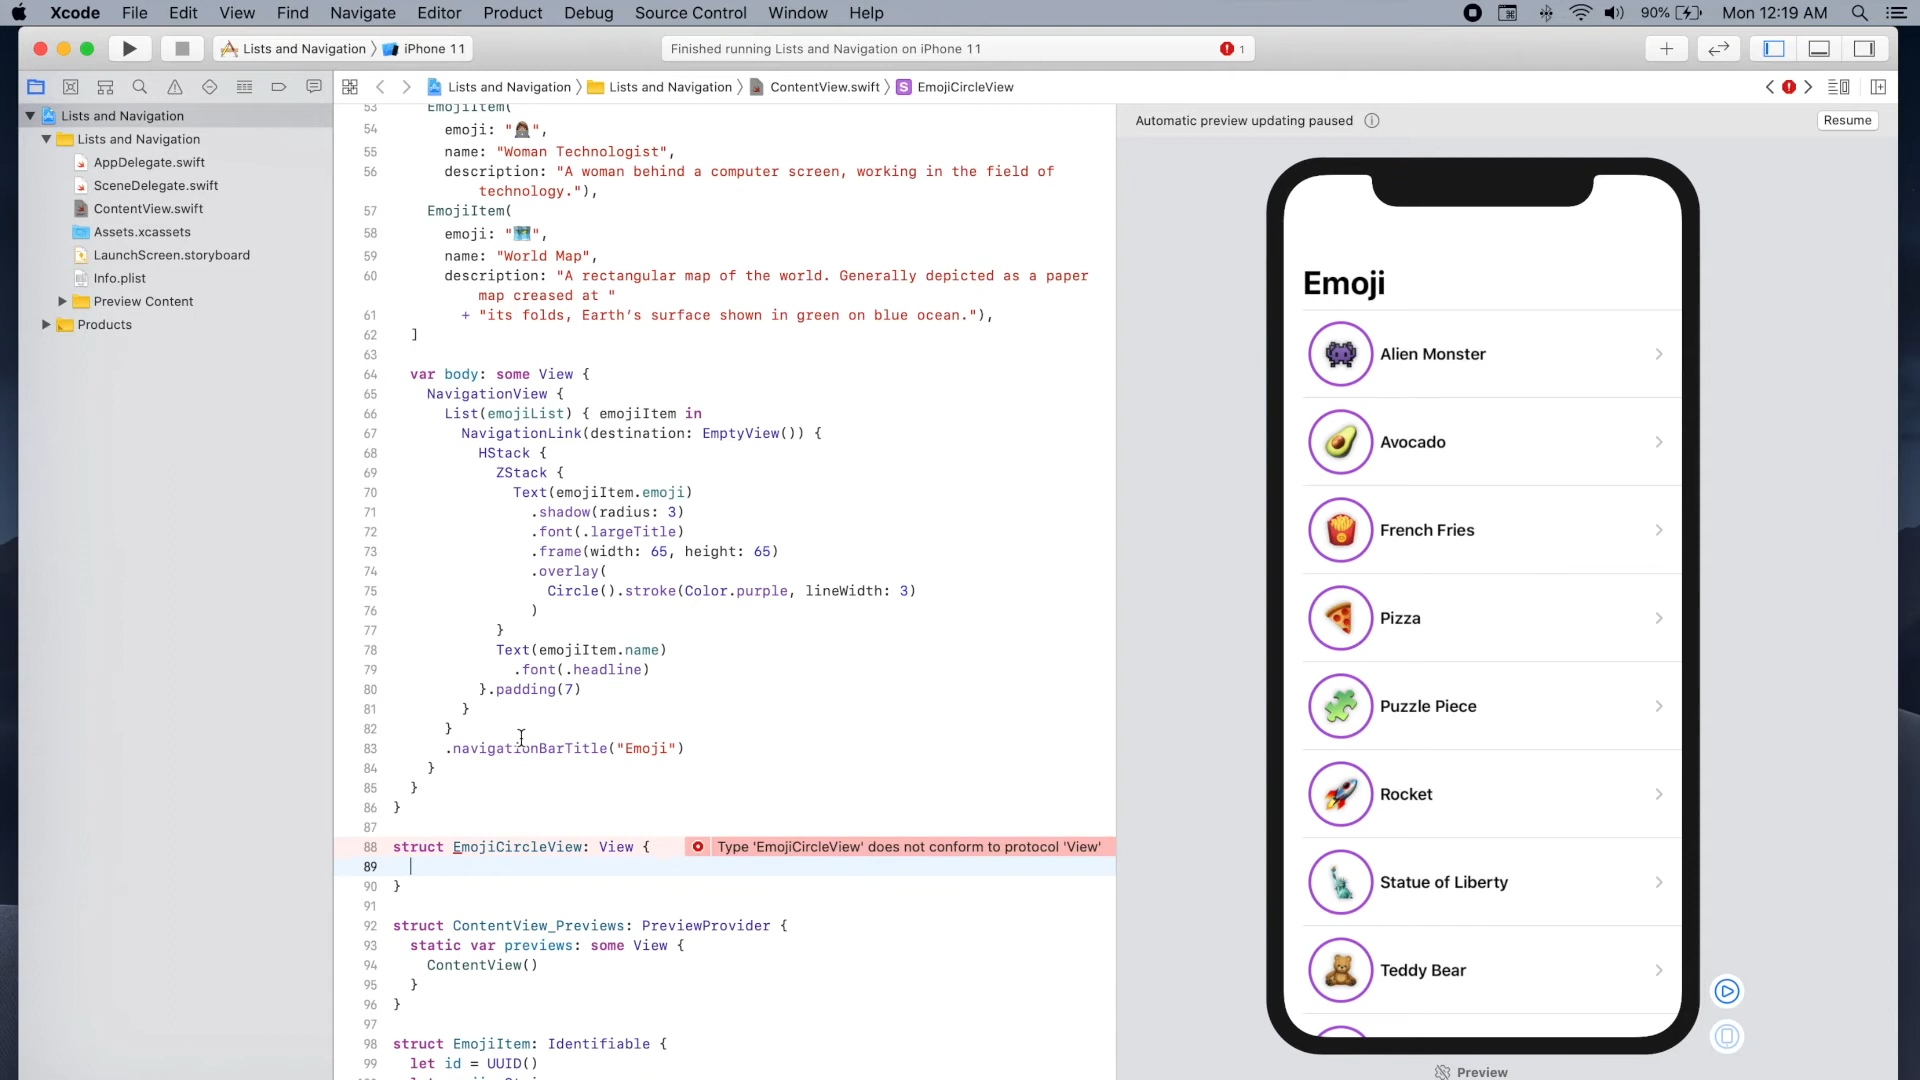 Xcode File Edit View Find Navigate Editor Product Debug Source Control Window Help 90% Mon 12:19 AM
Lists and Navigation iPhone 11 Finished running Lists and Navigation on iPhone 11 1
Lists and Navigation Lists and Navigation ContentView.swift S EmojiCircleView
Lists and Navigation
Lists and Navigation
AppDelegate.swift
SceneDelegate.swift
ContentView.swift
Assets.xcassets
LaunchScreen.storyboard
Info.plist
Preview Content
Products
53 EmojiItem(
54 emoji: "👩🏽‍💻",
55 name: "Woman Technologist",
56 description: "A woman behind a computer screen, working in the field of
technology."),
57 EmojiItem(
58 emoji: "🗺",
59 name: "World Map",
60 description: "A rectangular map of the world. Generally depicted as a paper
map creased at "
61 + "its folds, Earth’s surface shown in green on blue ocean."),
62 ]
63
64 var body: some View {
65 NavigationView {
66 List(emojiList) { emojiItem in
67 NavigationLink(destination: EmptyView()) {
68 HStack {
69 ZStack {
70 Text(emojiItem.emoji)
71 .shadow(radius: 3)
72 .font(.largeTitle)
73 .frame(width: 65, height: 65)
74 .overlay(
75 Circle().stroke(Color.purple, lineWidth: 3)
76 )
77 }
78 Text(emojiItem.name)
79 .font(.headline)
80 }.padding(7)
81 }
82 }
83 .navigationBarTitle("Emoji")
84 }
85 }
86 }
87
88 struct EmojiCircleView: View { Type 'EmojiCircleView' does not conform to protocol 'View'
89
90 }
91
92 struct ContentView_Previews: PreviewProvider {
93 static var previews: some View {
94 ContentView()
95 }
96 }
97
98 struct EmojiItem: Identifiable {
99 let id = UUID()
Automatic preview updating paused Resume
Emoji
Alien Monster
Avocado
French Fries
Pizza
Puzzle Piece
Rocket
Statue of Liberty
Teddy Bear
Preview